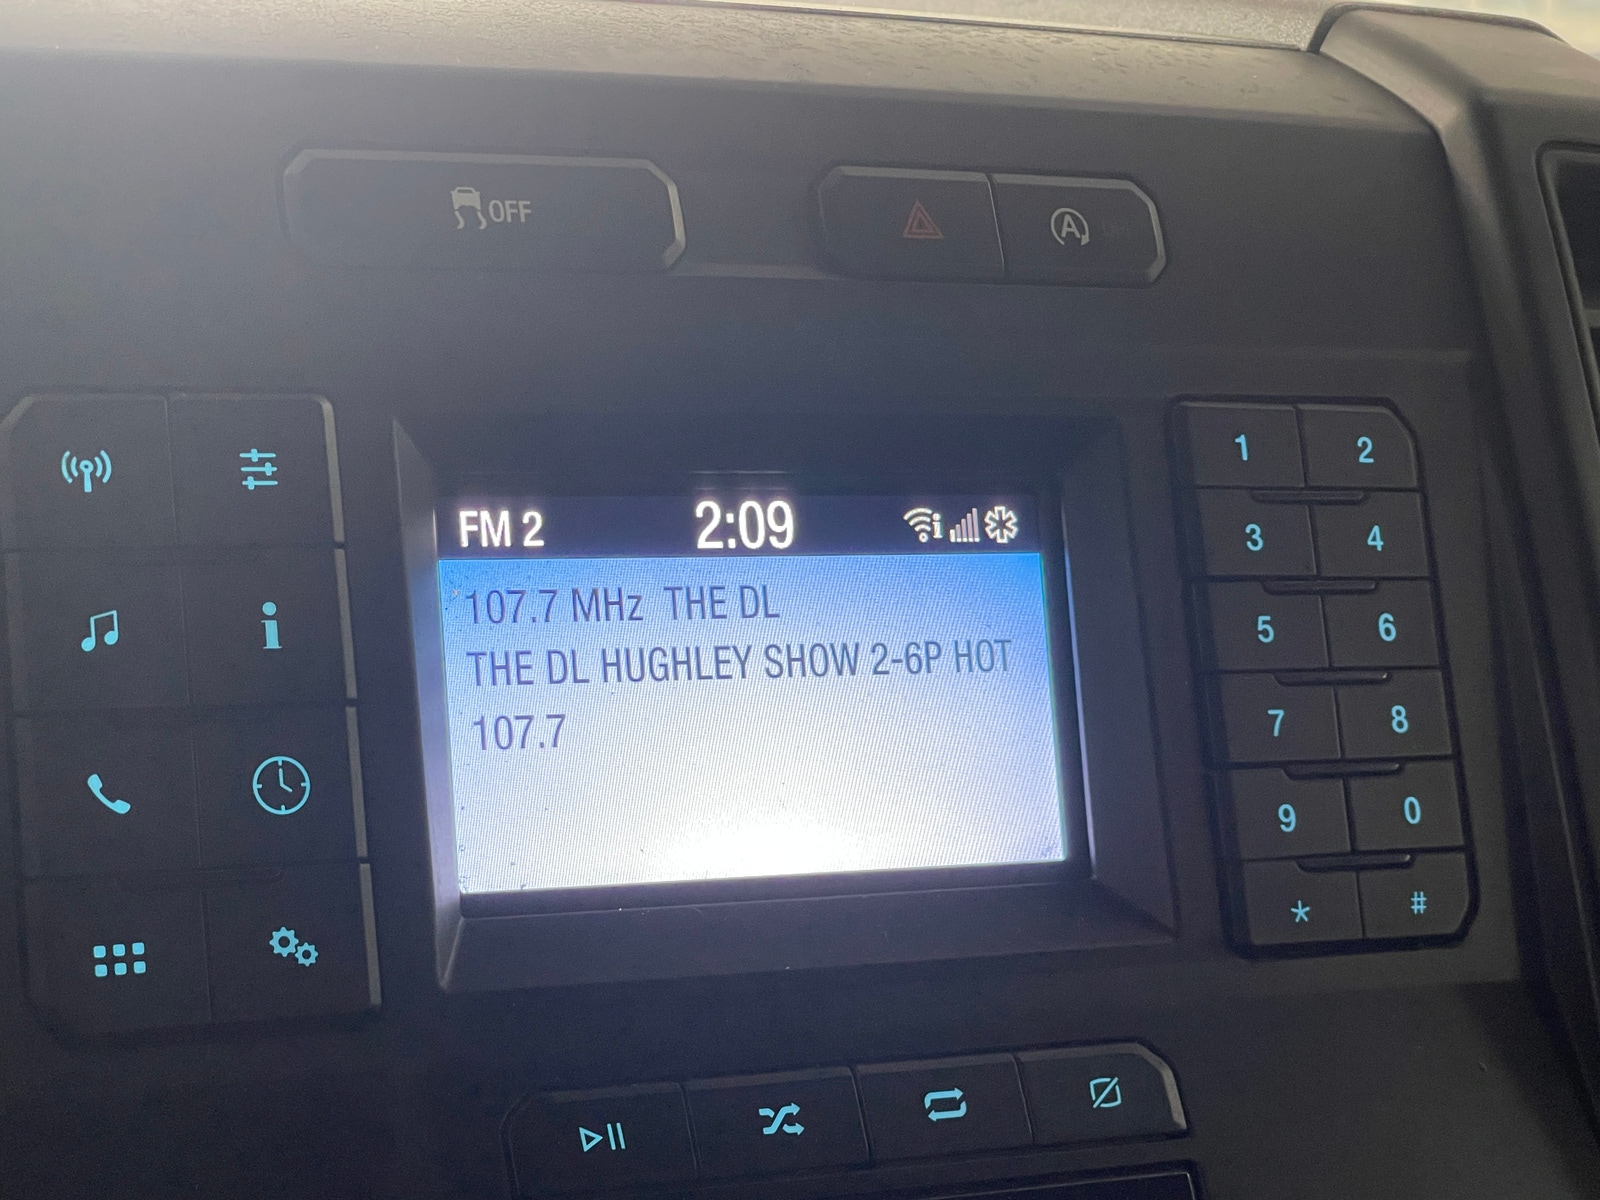 OFF
A
FM 2 2:09
107.7 MHz THE DL
THE DL HUGHLEY SHOW 2-6P HOT
107.7
1 2
3 4
5 6
7 8
9 0
* #